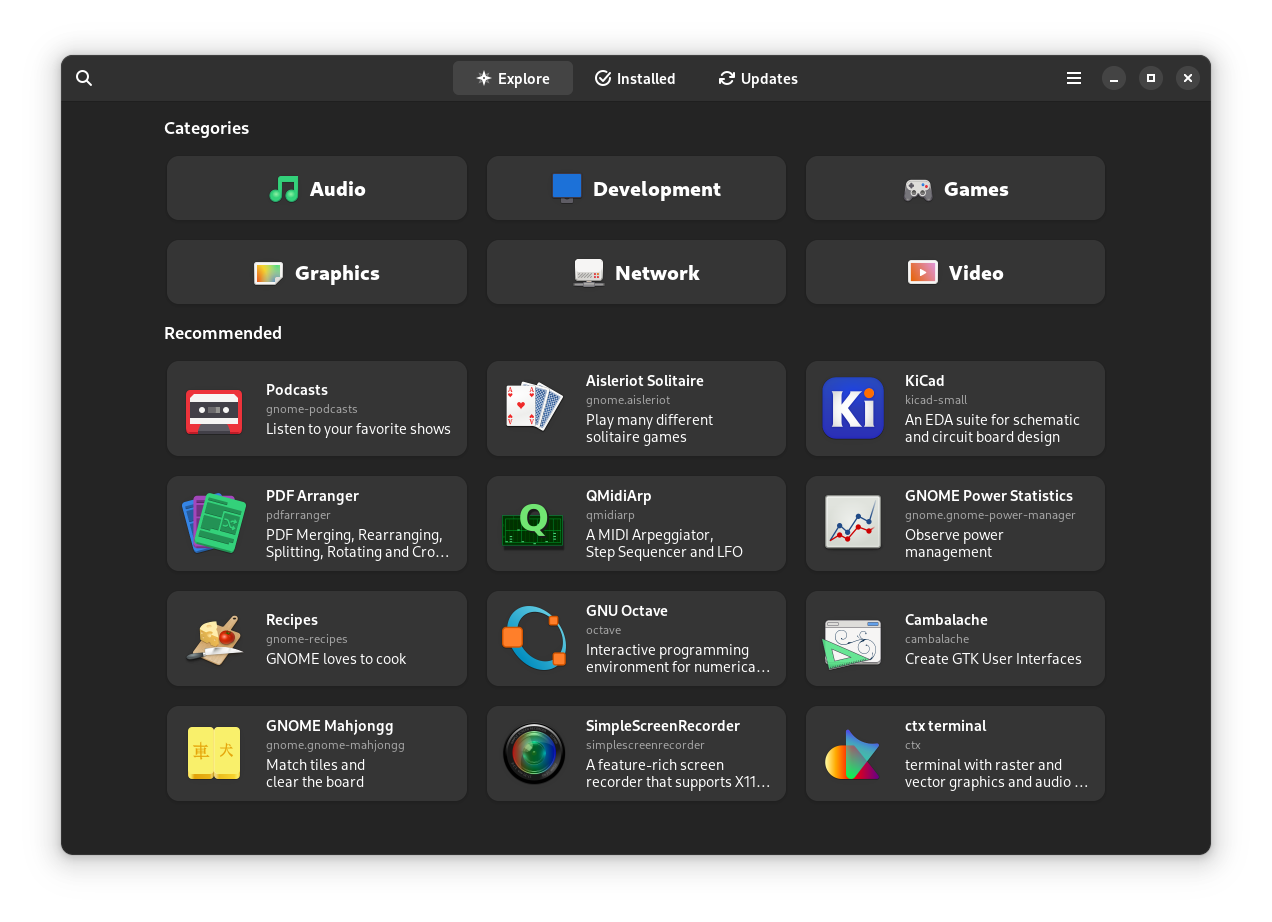 Explore
Installed
Updates
Categories
Audio
Development
Games
Graphics
Network
Video
Recommended
Podcasts
gnome-podcasts
Listen to your favorite shows
Aisleriot Solitaire
gnome.aisleriot
Play many different
solitaire games
Ki
KiCad
kicad-small
An EDA suite for schematic
and circuit board design
PDF Arranger
pdfarranger
PDF Merging, Rearranging,
Splitting, Rotating and Cro…
Q
QMidiArp
qmidiarp
A MIDI Arpeggiator,
Step Sequencer and LFO
GNOME Power Statistics
gnome.gnome-power-manager
Observe power
management
Recipes
gnome-recipes
GNOME loves to cook
GNU Octave
octave
Interactive programming
environment for numerica…
Cambalache
cambalache
Create GTK User Interfaces
車 犬
GNOME Mahjongg
gnome.gnome-mahjongg
Match tiles and
clear the board
SimpleScreenRecorder
simplescreenrecorder
A feature-rich screen
recorder that supports X11…
ctx terminal
ctx
terminal with raster and
vector graphics and audio …